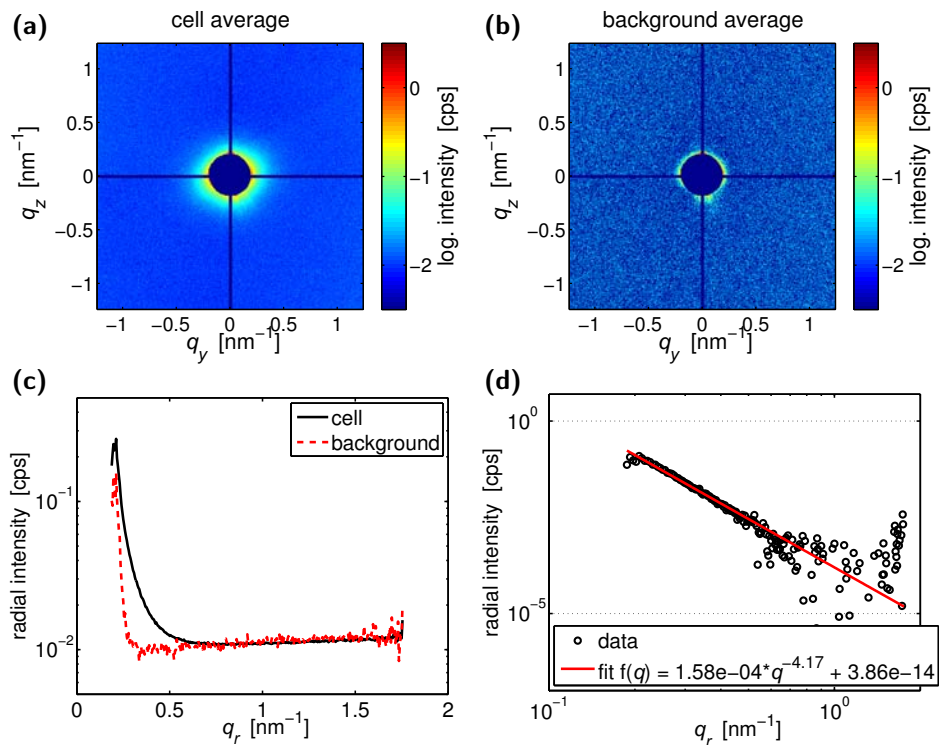 (a) cell average
1
0.5
0
−0.5
−1
q_z [nm⁻¹]
−1 −0.5 0 0.5 1
q_y [nm⁻¹]
0
−1
−2
log. intensity [cps]
(b) background average
1
0.5
0
−0.5
−1
q_z [nm⁻¹]
−1 −0.5 0 0.5 1
q_y [nm⁻¹]
0
−1
−2
log. intensity [cps]
(c)
cell
background
10⁻¹
10⁻²
radial intensity [cps]
0 0.5 1 1.5 2
q_r [nm⁻¹]
(d)
10⁰
10⁻⁵
radial intensity [cps]
data
fit f(q) = 1.58e−04*q⁻⁴·¹⁷ + 3.86e−14
10⁻¹ 10⁰
q_r [nm⁻¹]